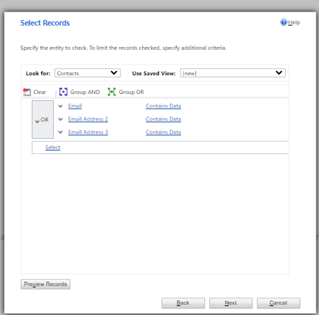 Select Records
Help
Specify the entity to check. To limit the records checked, specify additional criteria.
Look for: Contacts Use Saved View: [new]
Clear Group AND Group OR
OR
Email Contains Data
Email Address 2 Contains Data
Email Address 3 Contains Data
Select
Preview Records
Back Next Cancel